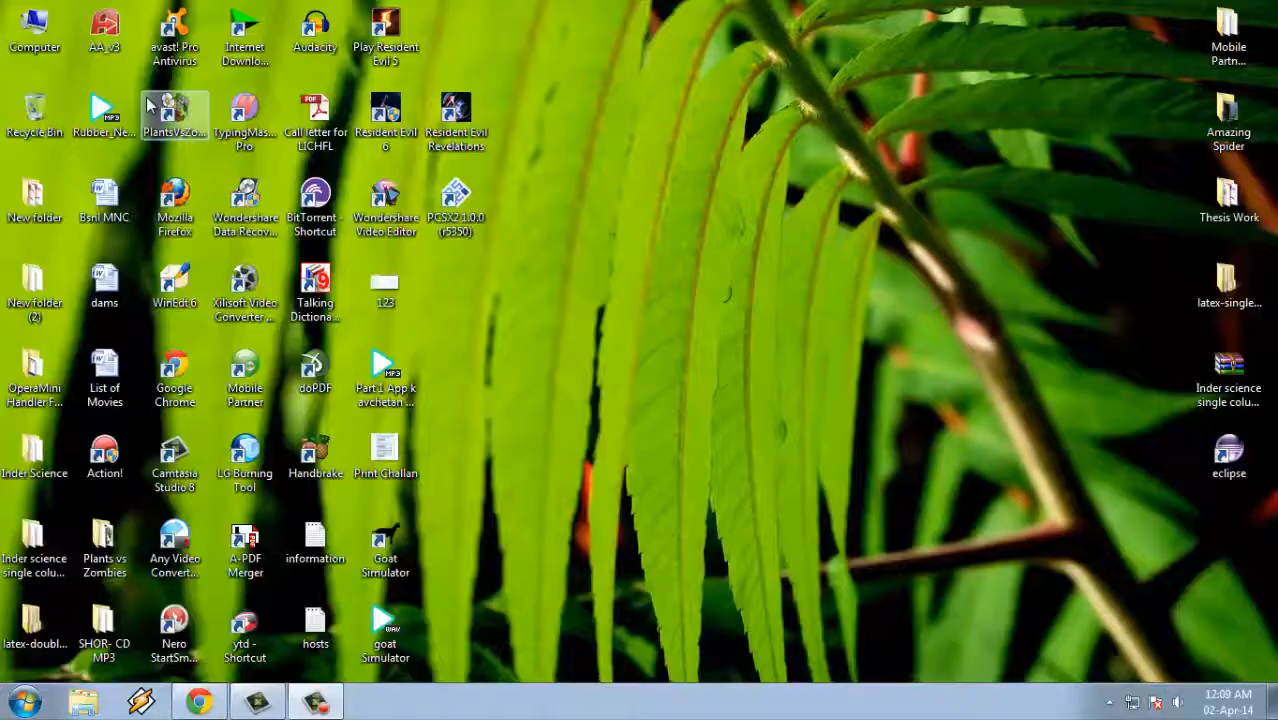 Computer
AA_v3
avast! Pro
Antivirus
Internet
Downlo...
Audacity
Play Resident
Evil 5
Mobile
Partn...
Recycle Bin
Rubber_Ne...
MP3
PlantsVsZo...
TypingMas...
Pro
PDF
Call letter for
LICHFL
Resident Evil
6
Resident Evil
Revelations
Amazing
Spider
New folder
Bsnl MNC
Mozilla
Firefox
Wondershare
Data Recov...
BitTorrent -
Shortcut
Wondershare
Video Editor
PCSX2 1.0.0
(r5350)
Thesis Work
New folder
(2)
dams
WinEdt 6
Xilisoft Video
Converter ...
Talking
Dictiona...
123
latex-single...
OperaMini
Handler F...
List of
Movies
Google
Chrome
Mobile
Partner
doPDF
MP3
Part 1 App k
avchetan ...
Inder science
single colu...
Inder Science
Action!
Camtasia
Studio 8
LG Burning
Tool
Handbrake
Print Challan
eclipse
Inder science
single colu...
Plants vs
Zombies
Any Video
Convert...
A-PDF
Merger
information
Goat
Simulator
latex-doubl...
SHOR- CD
MP3
Nero
StartSm...
ytd -
Shortcut
hosts
WAV
goat
Simulator
12:09 AM
02-Apr-14